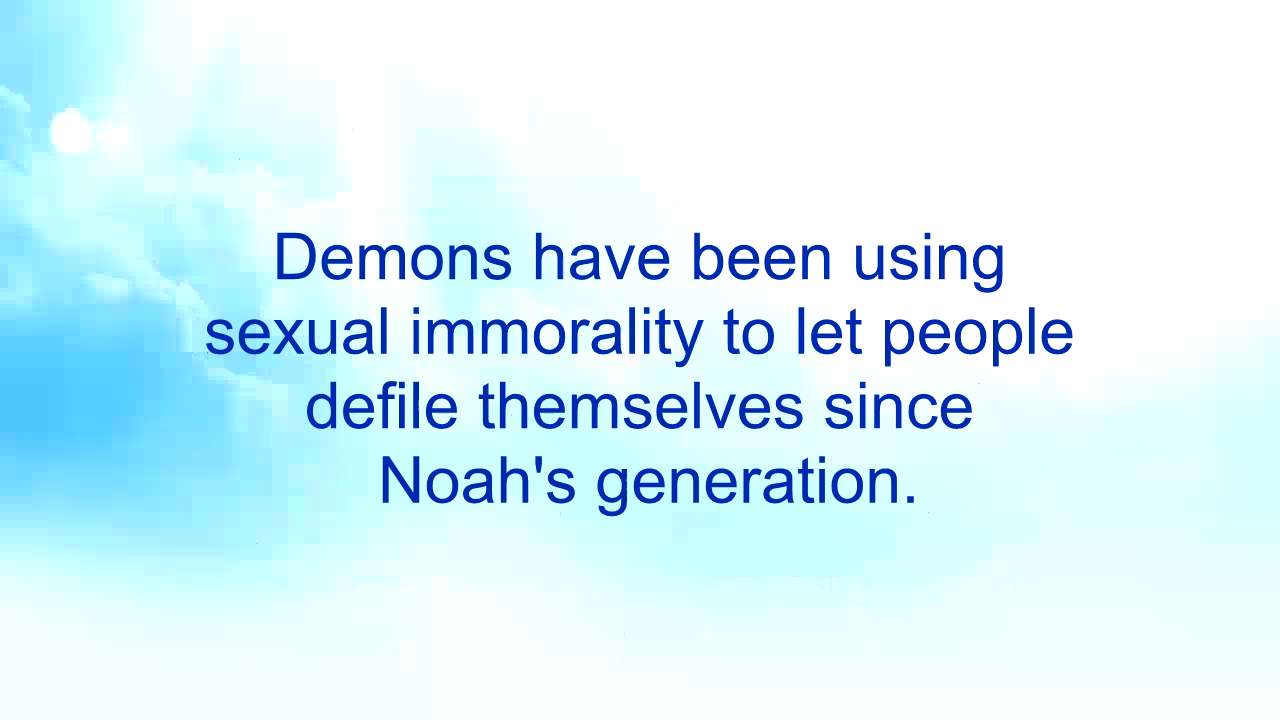 Demons have been using
sexual immorality to let people
defile themselves since
Noah's generation.